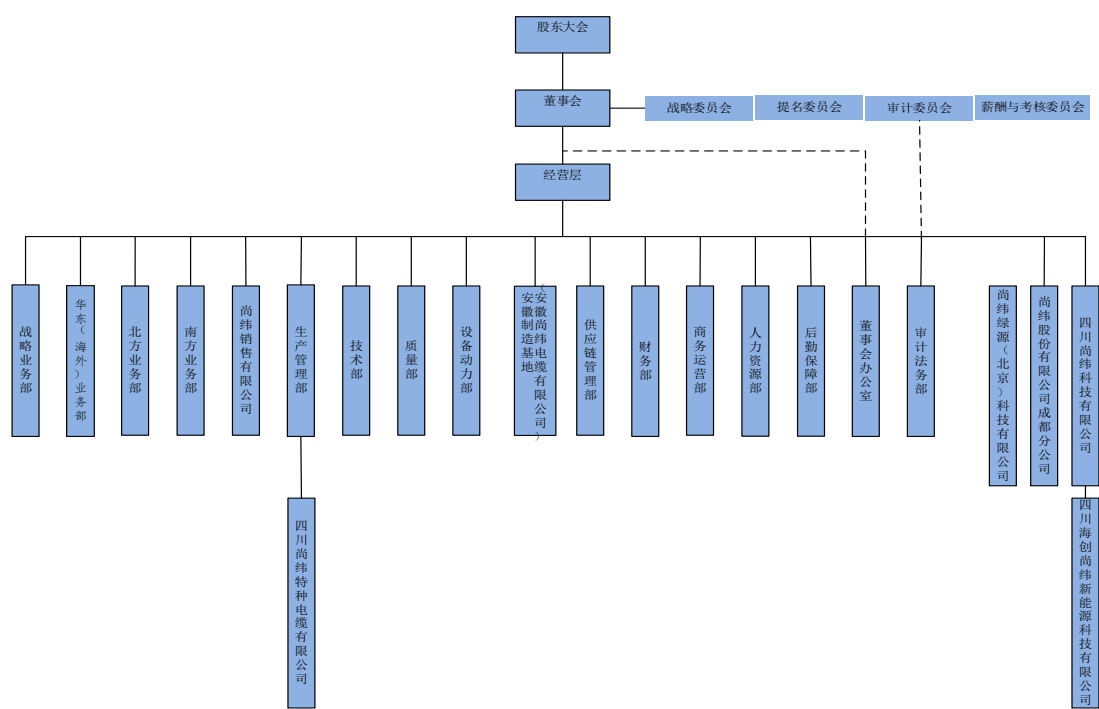 股东大会
董事会
战略委员会
提名委员会
审计委员会
薪酬与考核委员会
经营层
战略业务部
华东（海外）业务部
北方业务部
南方业务部
尚纬销售有限公司
生产管理部
技术部
质量部
设备动力部
安徽制造基地
（安徽尚纬电缆有限公司）
供应链管理部
财务部
商务运营部
人力资源部
后勤保障部
董事会办公室
审计法务部
尚纬绿源（北京）科技有限公司
尚纬股份有限公司成都分公司
四川尚纬科技有限公司
四川尚纬特种电缆有限公司
四川海创尚纬新能源科技有限公司